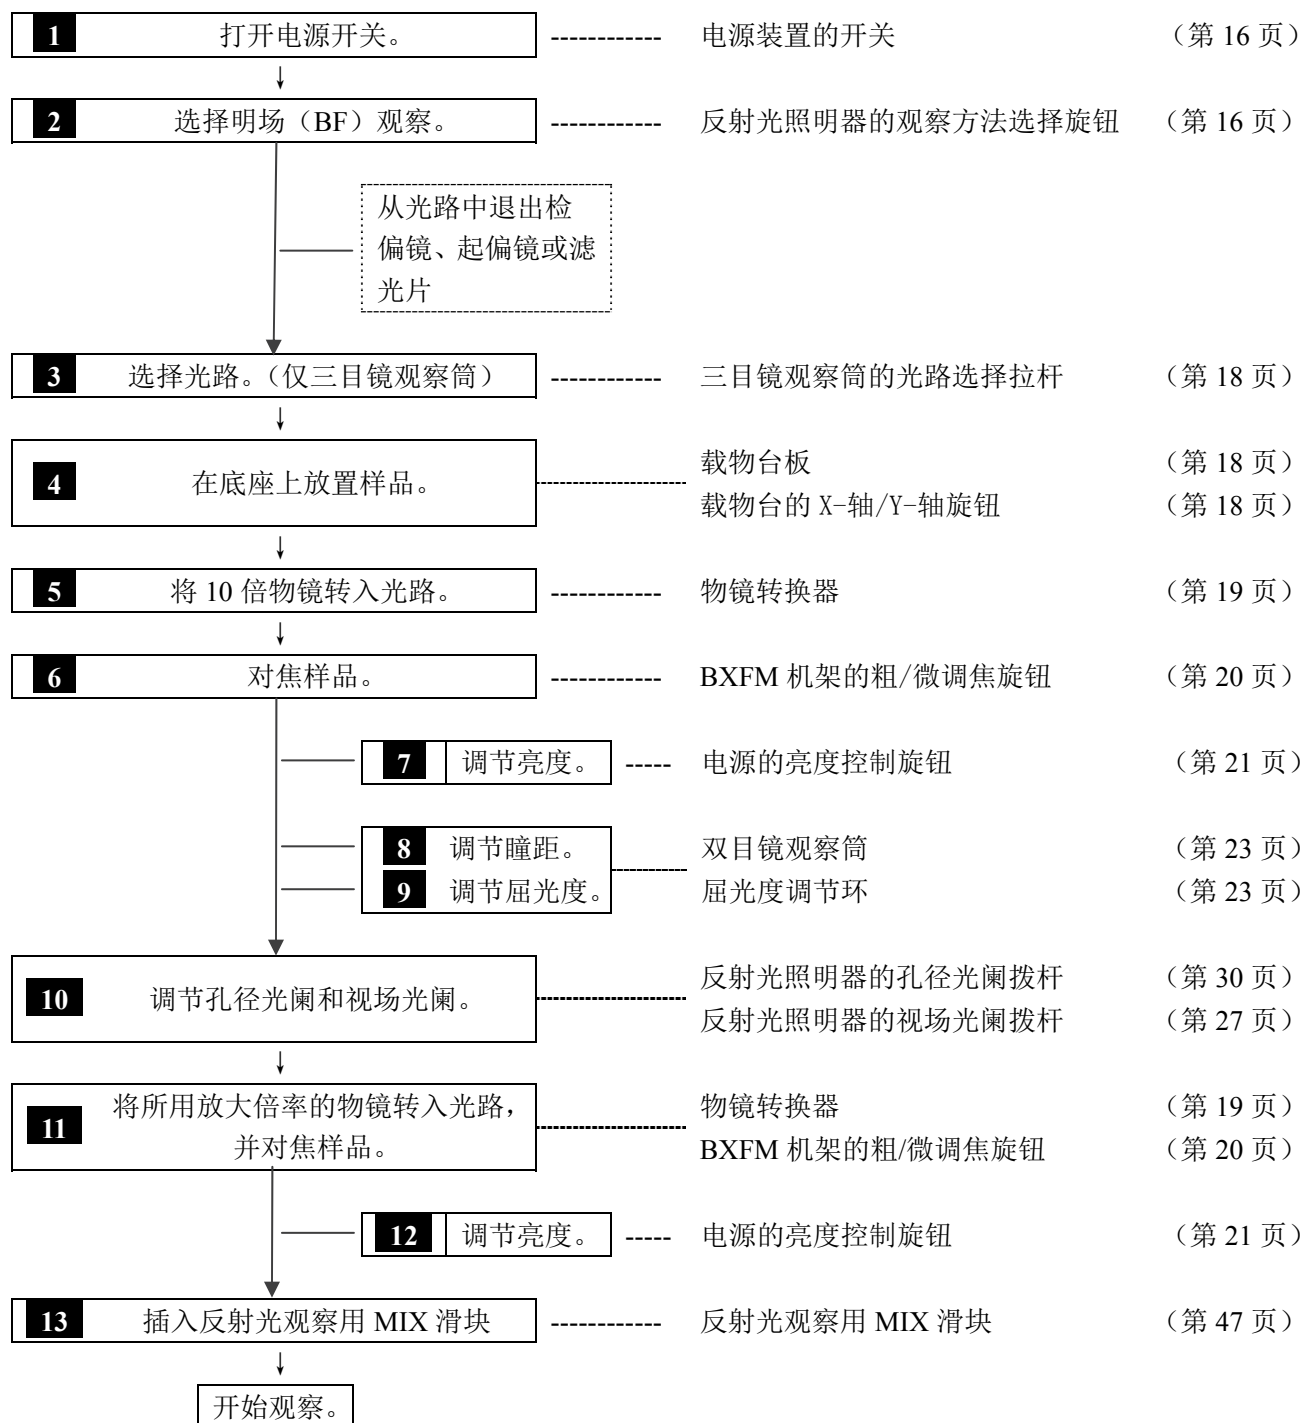 1 打开电源开关。 ------------ 电源装置的开关 （第 16 页）
↓
2 选择明场（BF）观察。 ------------ 反射光照明器的观察方法选择旋钮 （第 16 页）
从光路中退出检
偏镜、起偏镜或滤
光片
3 选择光路。（仅三目镜观察筒） ------------ 三目镜观察筒的光路选择拉杆 （第 18 页）
↓
载物台板 （第 18 页）
4 在底座上放置样品。
载物台的 X-轴/Y-轴旋钮 （第 18 页）
↓
5 将 10 倍物镜转入光路。 ------------ 物镜转换器 （第 19 页）
↓
6 对焦样品。 ------------ BXFM 机架的粗/微调焦旋钮 （第 20 页）
7 调节亮度。 ----- 电源的亮度控制旋钮 （第 21 页）
8 调节瞳距。 双目镜观察筒 （第 23 页）
9 调节屈光度。 屈光度调节环 （第 23 页）
反射光照明器的孔径光阑拨杆 （第 30 页）
10 调节孔径光阑和视场光阑。
反射光照明器的视场光阑拨杆 （第 27 页）
↓
将所用放大倍率的物镜转入光路， 物镜转换器 （第 19 页）
11
并对焦样品。 BXFM 机架的粗/微调焦旋钮 （第 20 页）
12 调节亮度。 ----- 电源的亮度控制旋钮 （第 21 页）
13 插入反射光观察用 MIX 滑块 ------------ 反射光观察用 MIX 滑块 （第 47 页）
↓
开始观察。